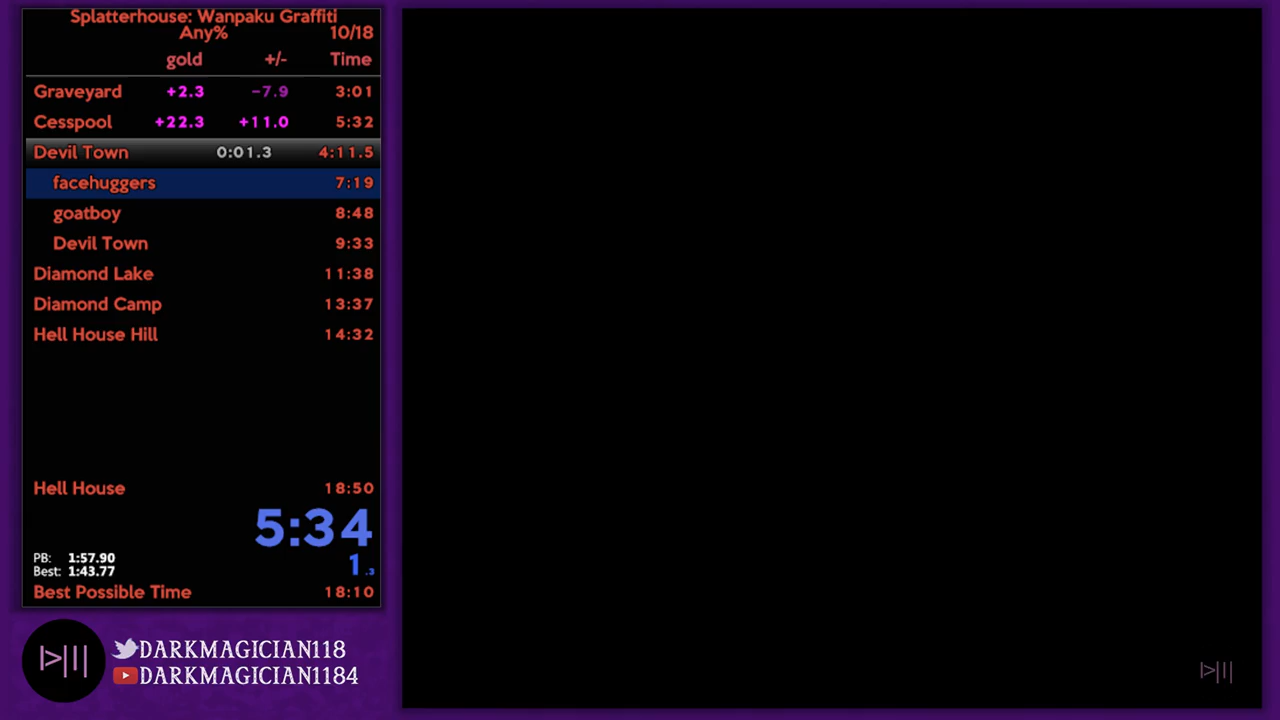 Splatterhouse: Wanpaku Graffiti
Any% 10/18
gold +/- Time
Graveyard +2.3 -7.9 3:01
Cesspool +22.3 +11.0 5:32
Devil Town 0:01.3 4:11.5
facehuggers 7:19
goatboy 8:48
Devil Town 9:33
Diamond Lake 11:38
Diamond Camp 13:37
Hell House Hill 14:32
Hell House 18:50
5:34
PB: 1:57.90
Best: 1:43.77
1.3
Best Possible Time 18:10
DARKMAGICIAN118
DARKMAGICIAN1184